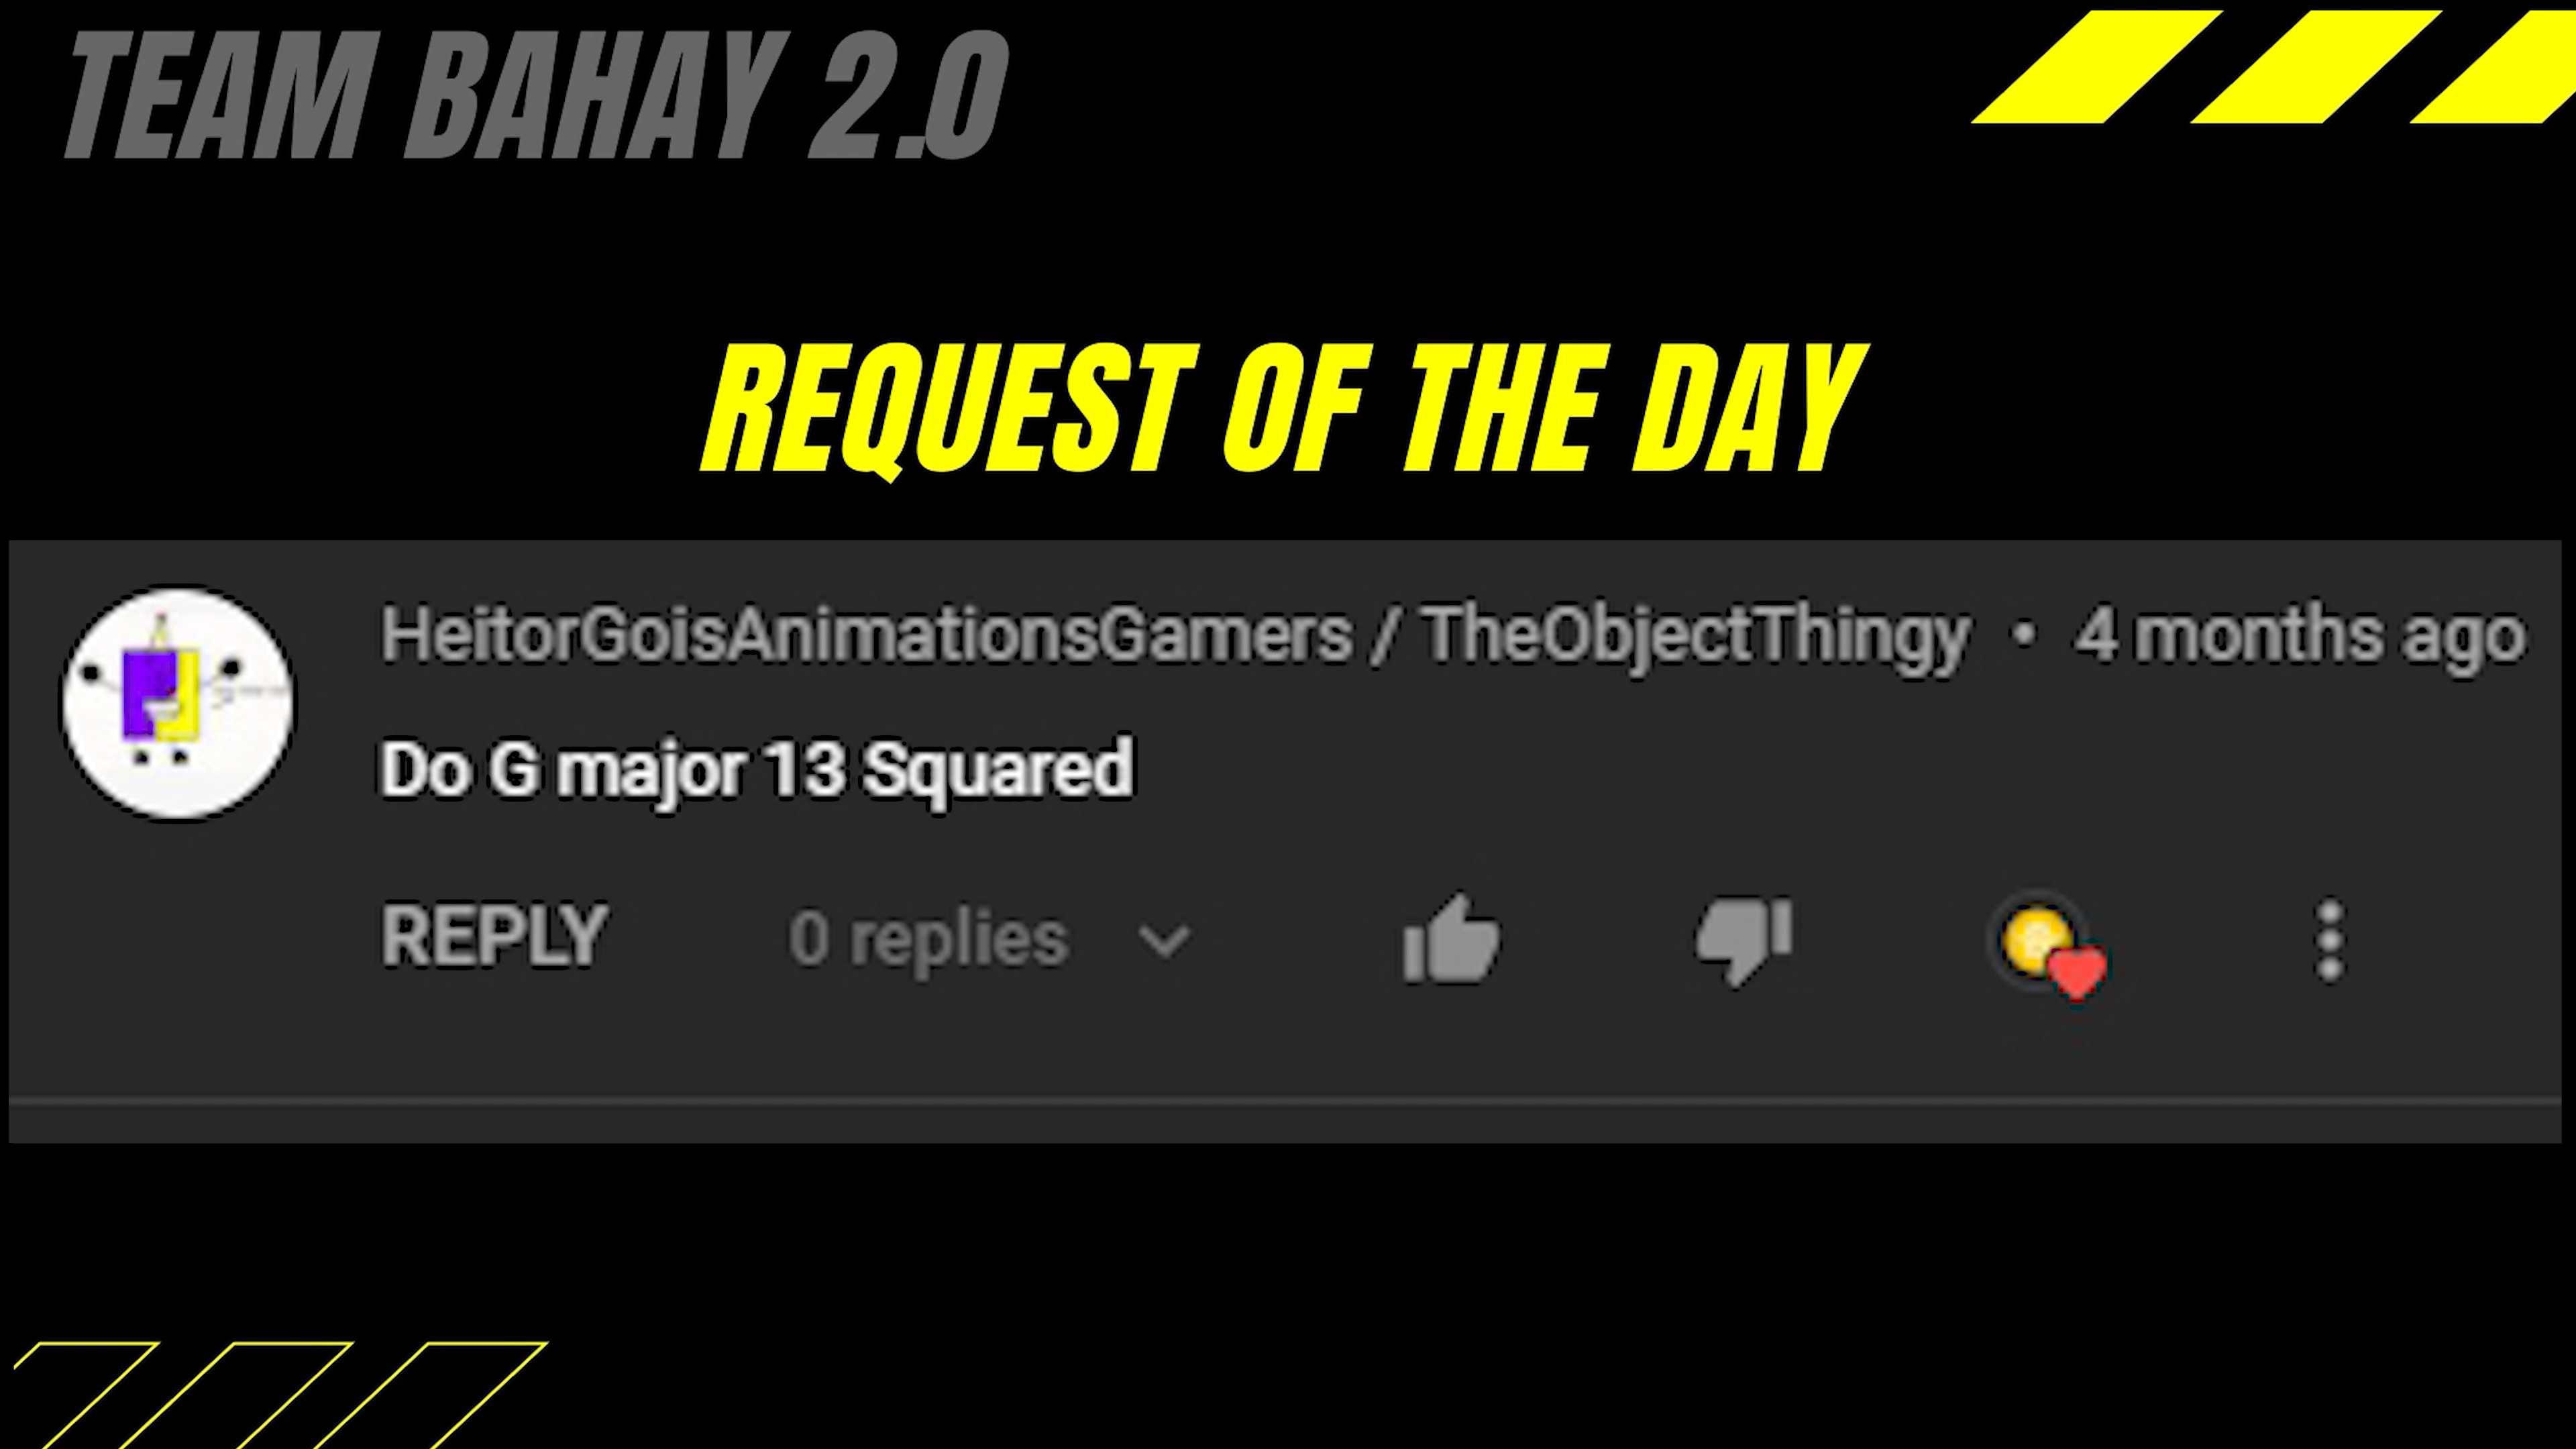 TEAM BAHAY 2.0
REQUEST OF THE DAY
HeitorGoisAnimationsGamers / TheObjectThingy • 4 months ago
Do G major 13 Squared
REPLY 0 replies